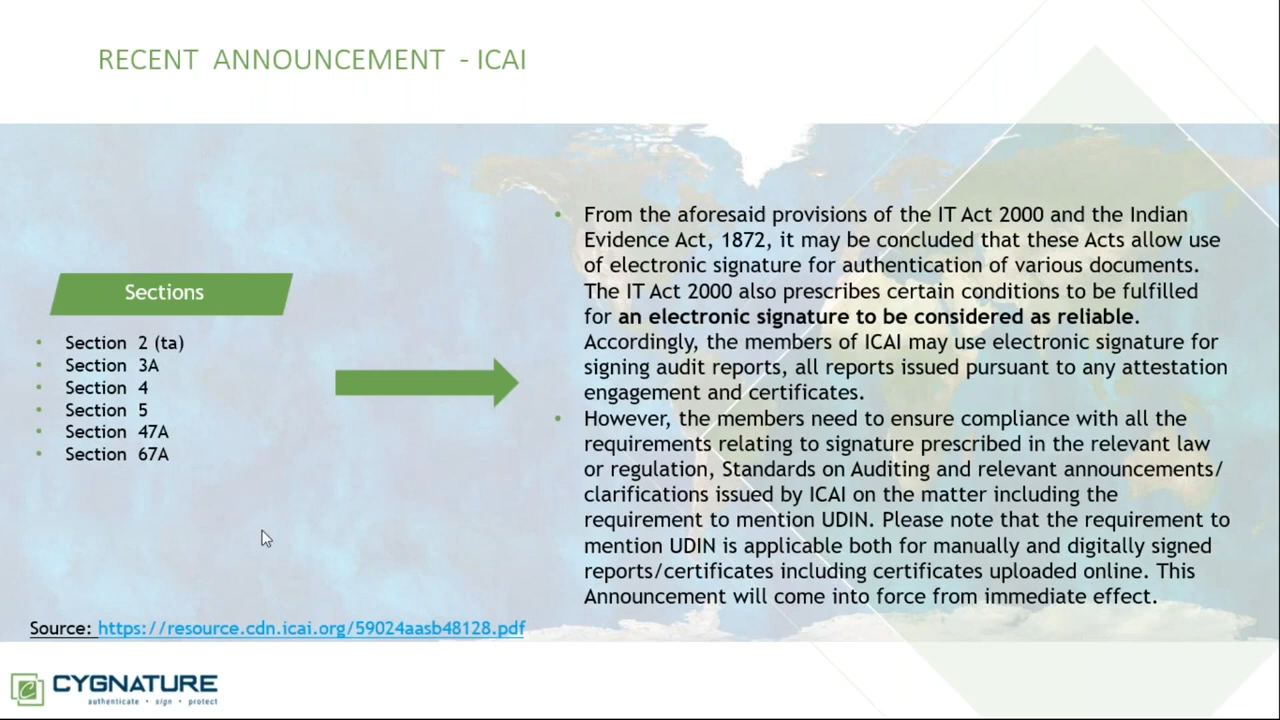 RECENT ANNOUNCEMENT - ICAI
Sections
• Section 2 (ta)
• Section 3A
• Section 4
• Section 5
• Section 47A
• Section 67A
• From the aforesaid provisions of the IT Act 2000 and the Indian
Evidence Act, 1872, it may be concluded that these Acts allow use
of electronic signature for authentication of various documents.
The IT Act 2000 also prescribes certain conditions to be fulfilled
for an electronic signature to be considered as reliable.
Accordingly, the members of ICAI may use electronic signature for
signing audit reports, all reports issued pursuant to any attestation
engagement and certificates.
• However, the members need to ensure compliance with all the
requirements relating to signature prescribed in the relevant law
or regulation, Standards on Auditing and relevant announcements/
clarifications issued by ICAI on the matter including the
requirement to mention UDIN. Please note that the requirement to
mention UDIN is applicable both for manually and digitally signed
reports/certificates including certificates uploaded online. This
Announcement will come into force from immediate effect.
Source: https://resource.cdn.icai.org/59024aasb48128.pdf
CYGNATURE
authenticate • sign • protect